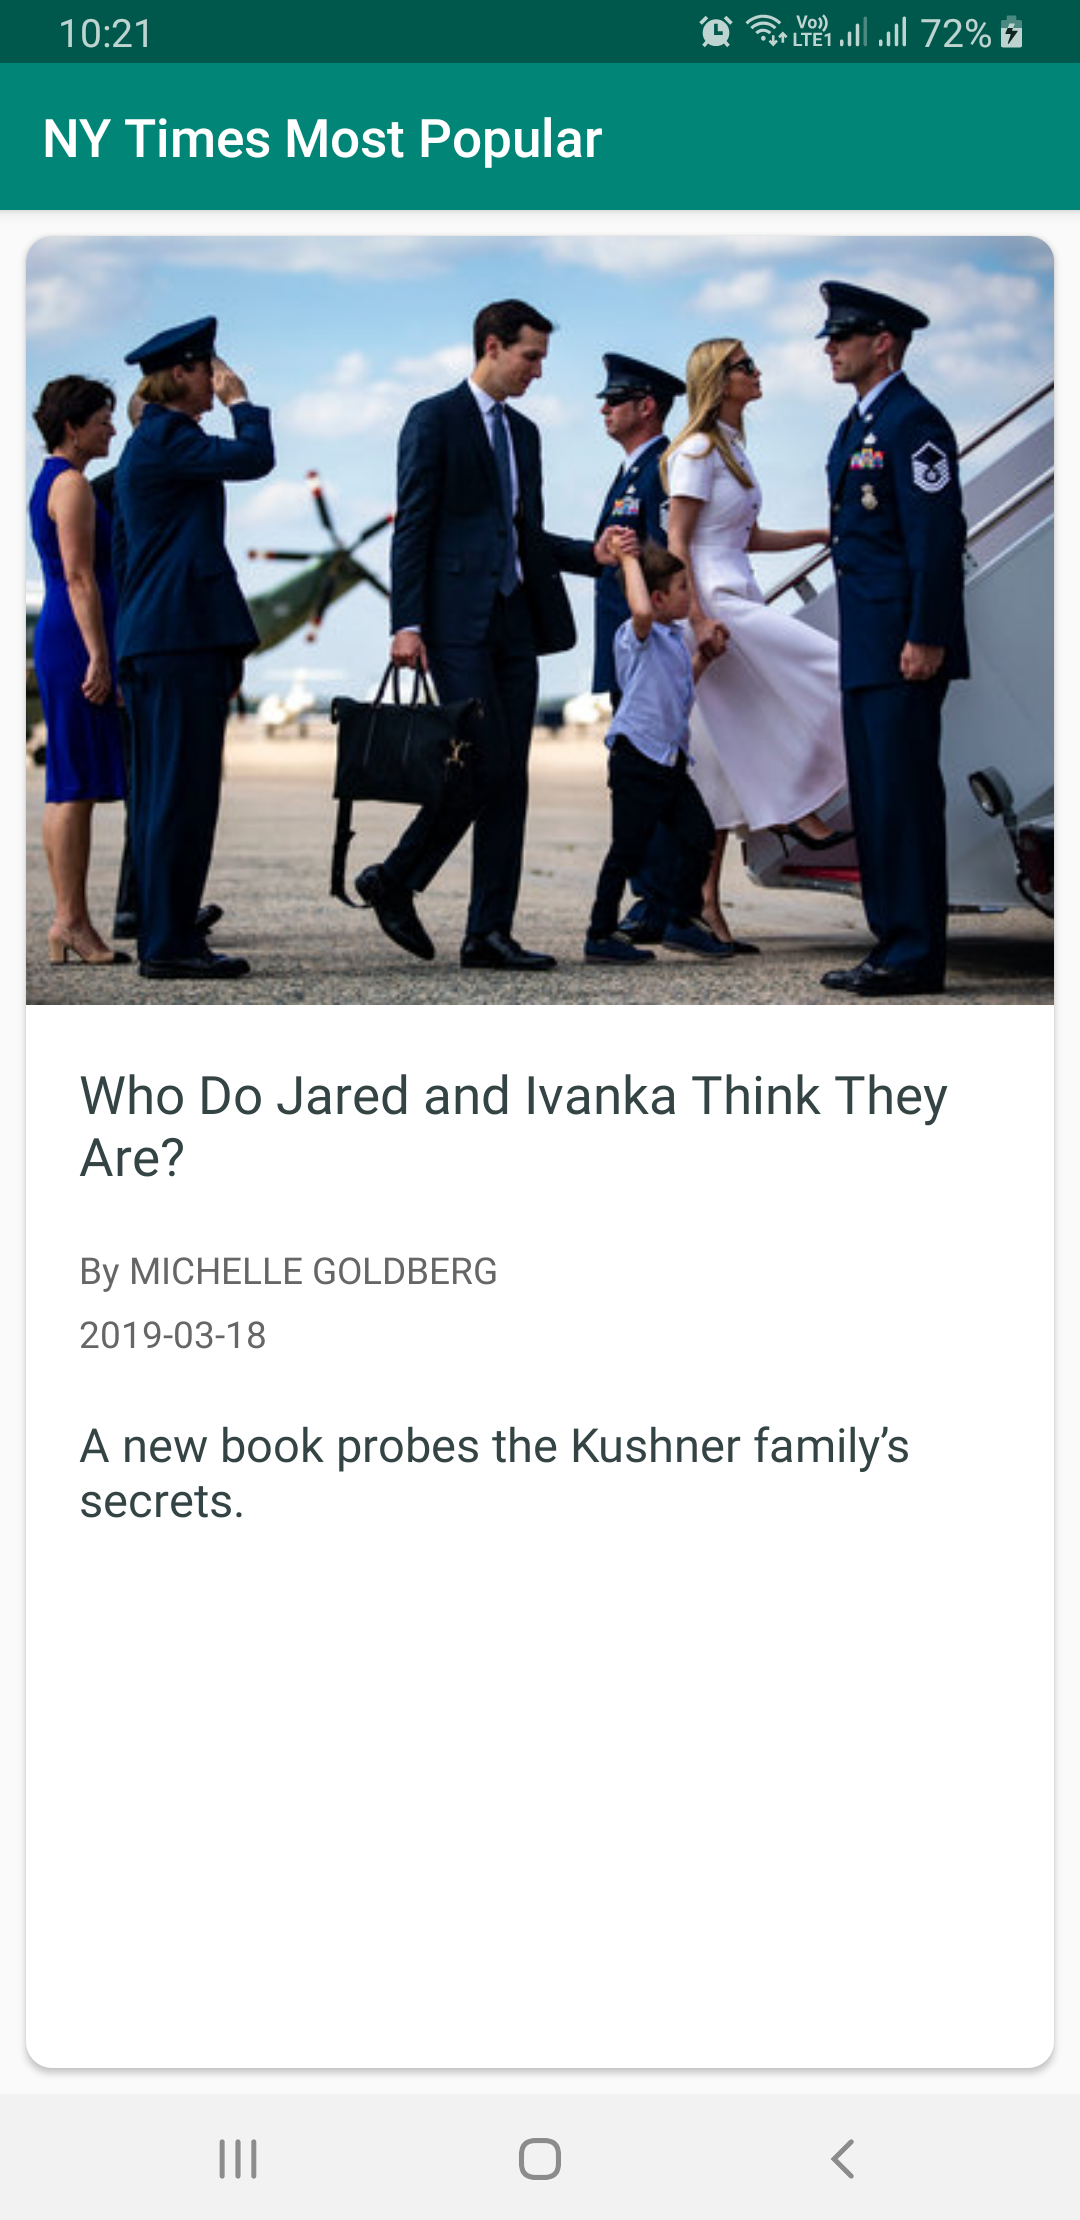 10:21
Vo)) LTE1 72%
NY Times Most Popular
Who Do Jared and Ivanka Think They
Are?
By MICHELLE GOLDBERG
2019-03-18
A new book probes the Kushner family’s
secrets.